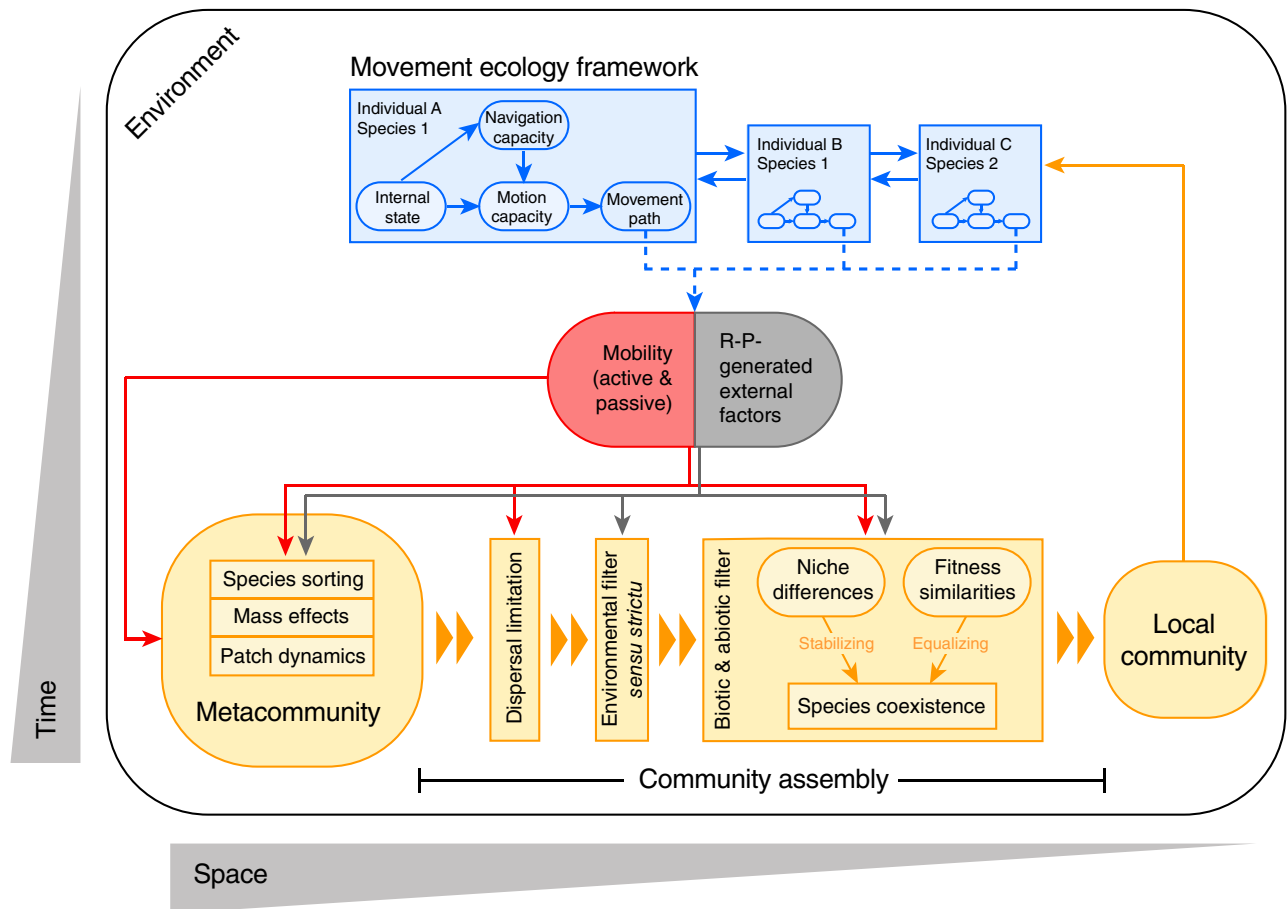 Environment
Movement ecology framework
Individual A
Species 1
Navigation
capacity
Internal
state
Motion
capacity
Movement
path
Individual B
Species 1
Individual C
Species 2
Mobility
(active &
passive)
R-P-
generated
external
factors
Species sorting
Mass effects
Patch dynamics
Metacommunity
Dispersal limitation
Environmental filter
sensu strictu
Biotic & abiotic filter
Niche
differences
Fitness
similarities
Stabilizing
Equalizing
Species coexistence
Local
community
Community assembly
Time
Space